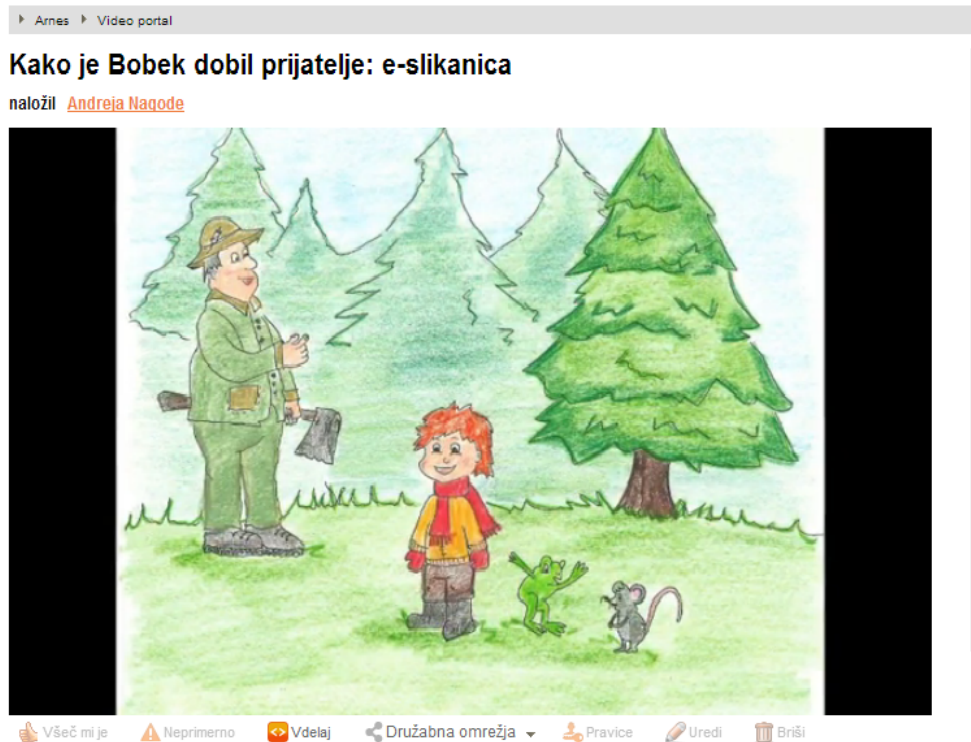 Arnes Video portal
Kako je Bobek dobil prijatelje: e-slikanica
naložil Andreja Nagode
Všeč mi je Neprimerno Vdelaj Družabna omrežja Pravice Uredi Briši